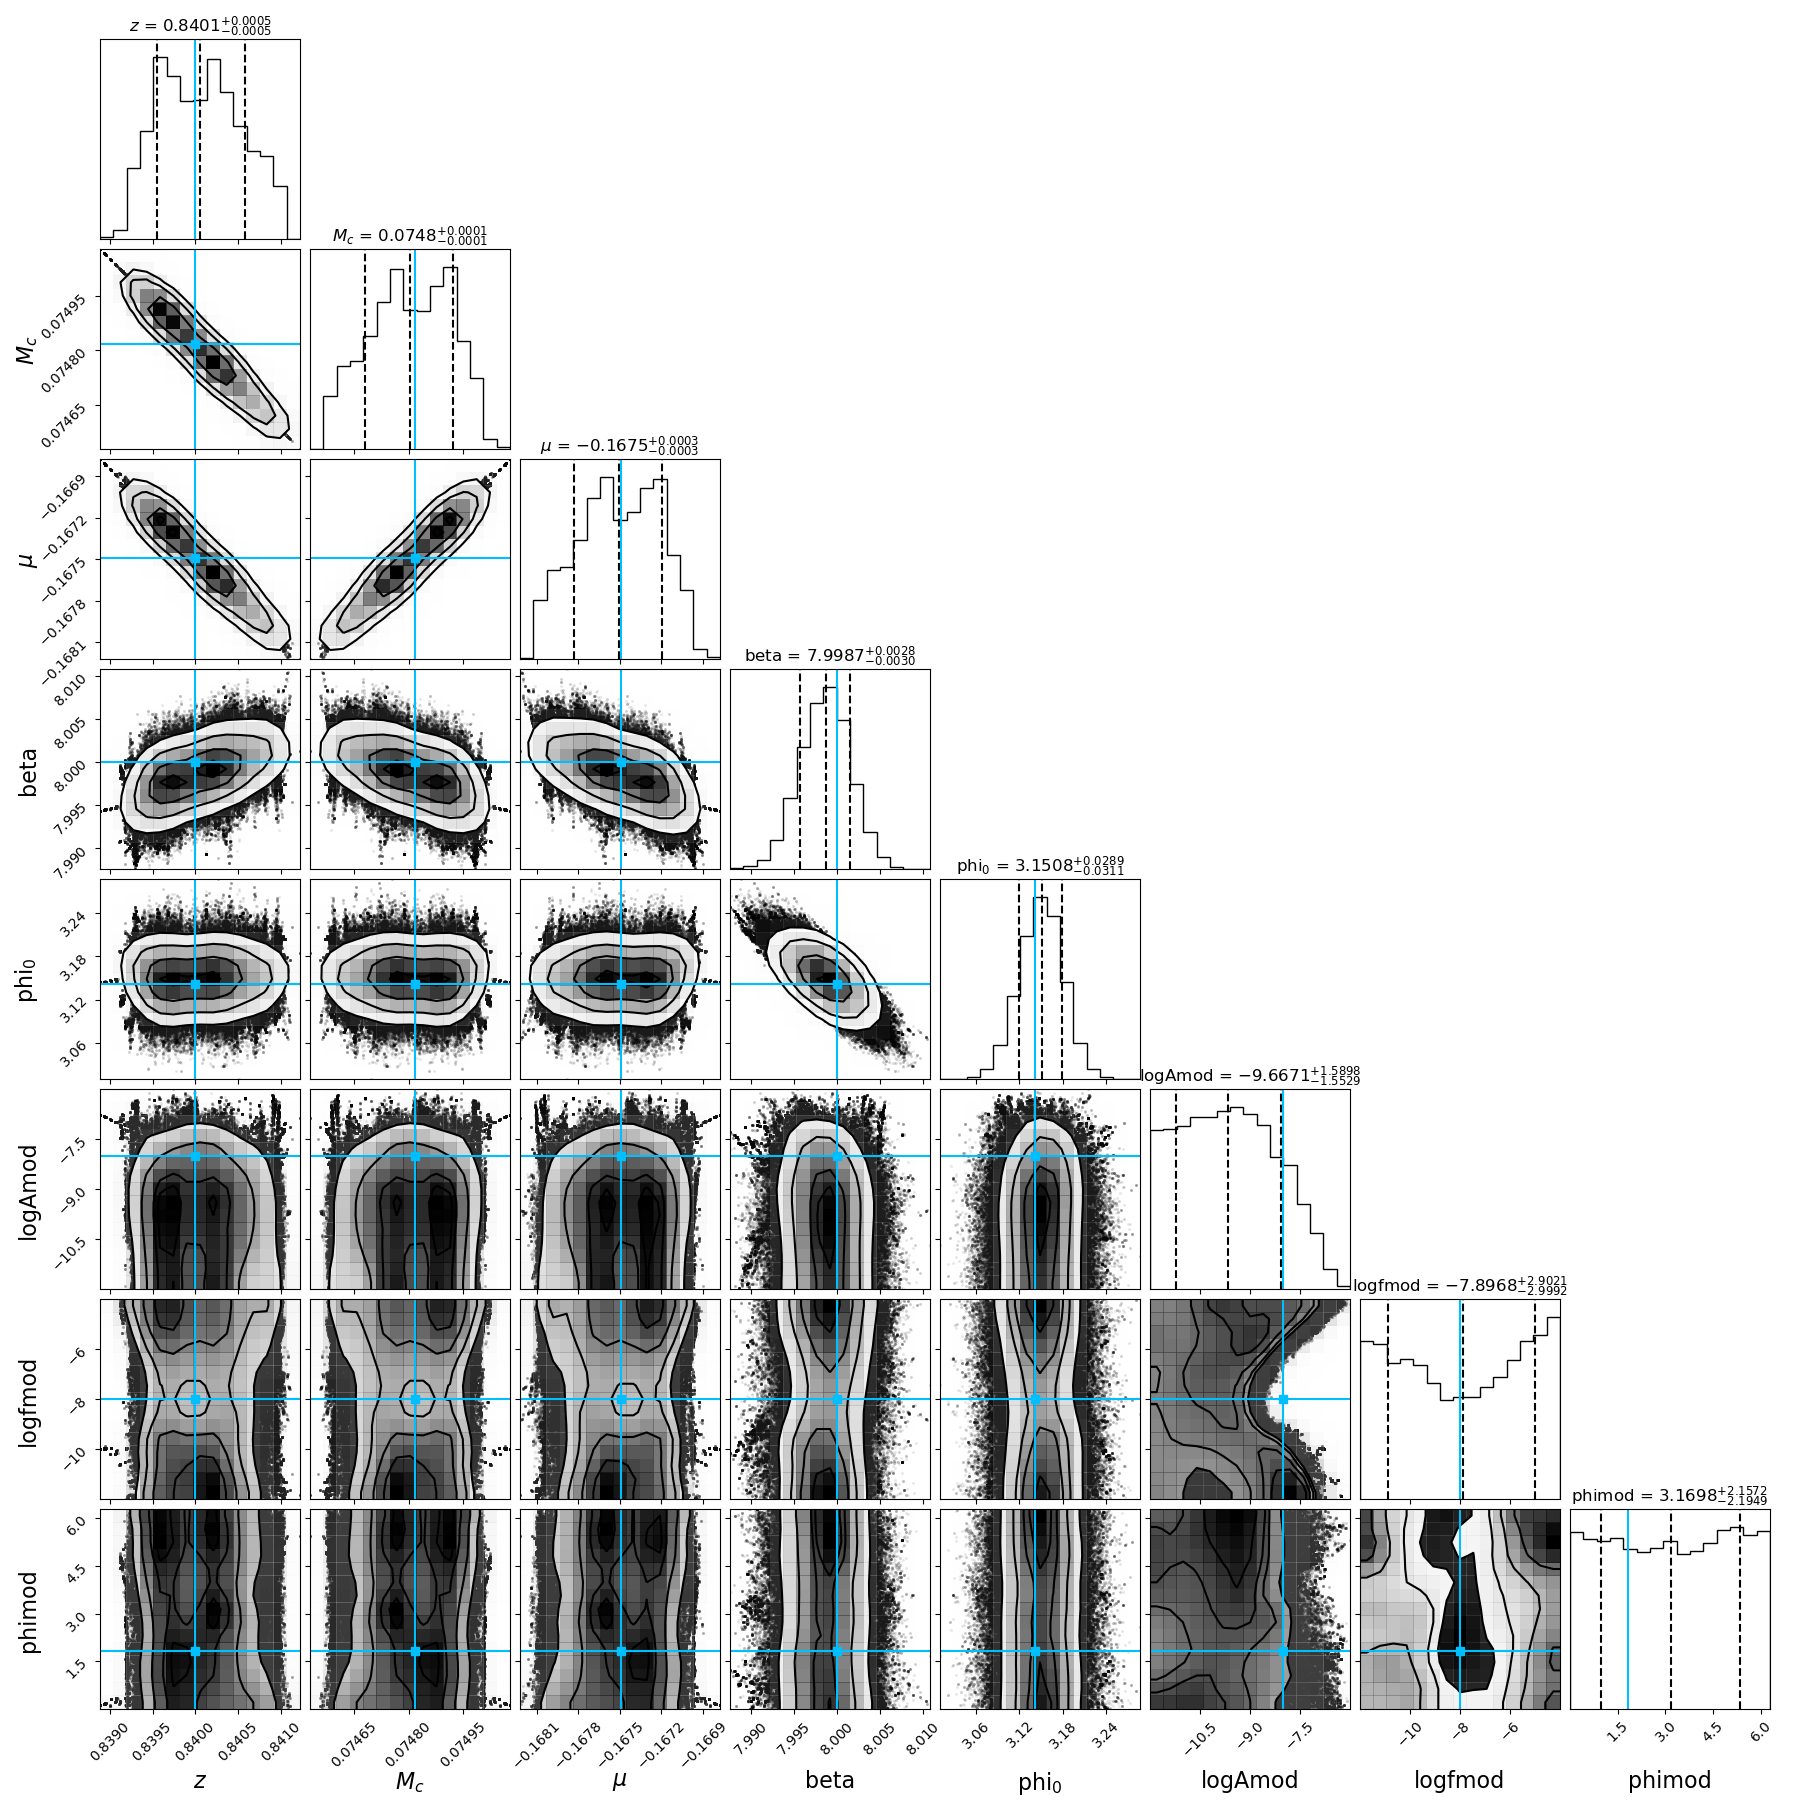 z = 0.8401+0.0005 −0.0005
M_c = 0.0748+0.0001 −0.0001
0.07495
0.07480
0.07465
M_c
μ = −0.1675+0.0003 −0.0003
−0.1669
−0.1672
−0.1675
−0.1678
−0.1681
μ
beta = 7.9987+0.0028 −0.0030
8.010
8.005
8.000
7.995
7.990
beta
phi_0 = 3.1508+0.0289 −0.0311
3.24
3.18
3.12
3.06
phi_0
logAmod = −9.6671+1.5898 −1.5529
−7.5
−9.0
−10.5
logAmod
logfmod = −7.8968+2.9021 −2.9992
−6
−8
−10
logfmod
phimod = 3.1698+2.1572 −2.1949
6.0
4.5
3.0
1.5
phimod
0.8390 0.8395 0.8400 0.8405 0.8410 0.07465 0.07480 0.07495 −0.1681 −0.1678 −0.1675 −0.1672 −0.1669 7.990 7.995 8.000 8.005 8.010 3.06 3.12 3.18 3.24 −10.5 −9.0 −7.5 −10 −8 −6 1.5 3.0 4.5 6.0
z M_c μ beta phi_0 logAmod logfmod phimod